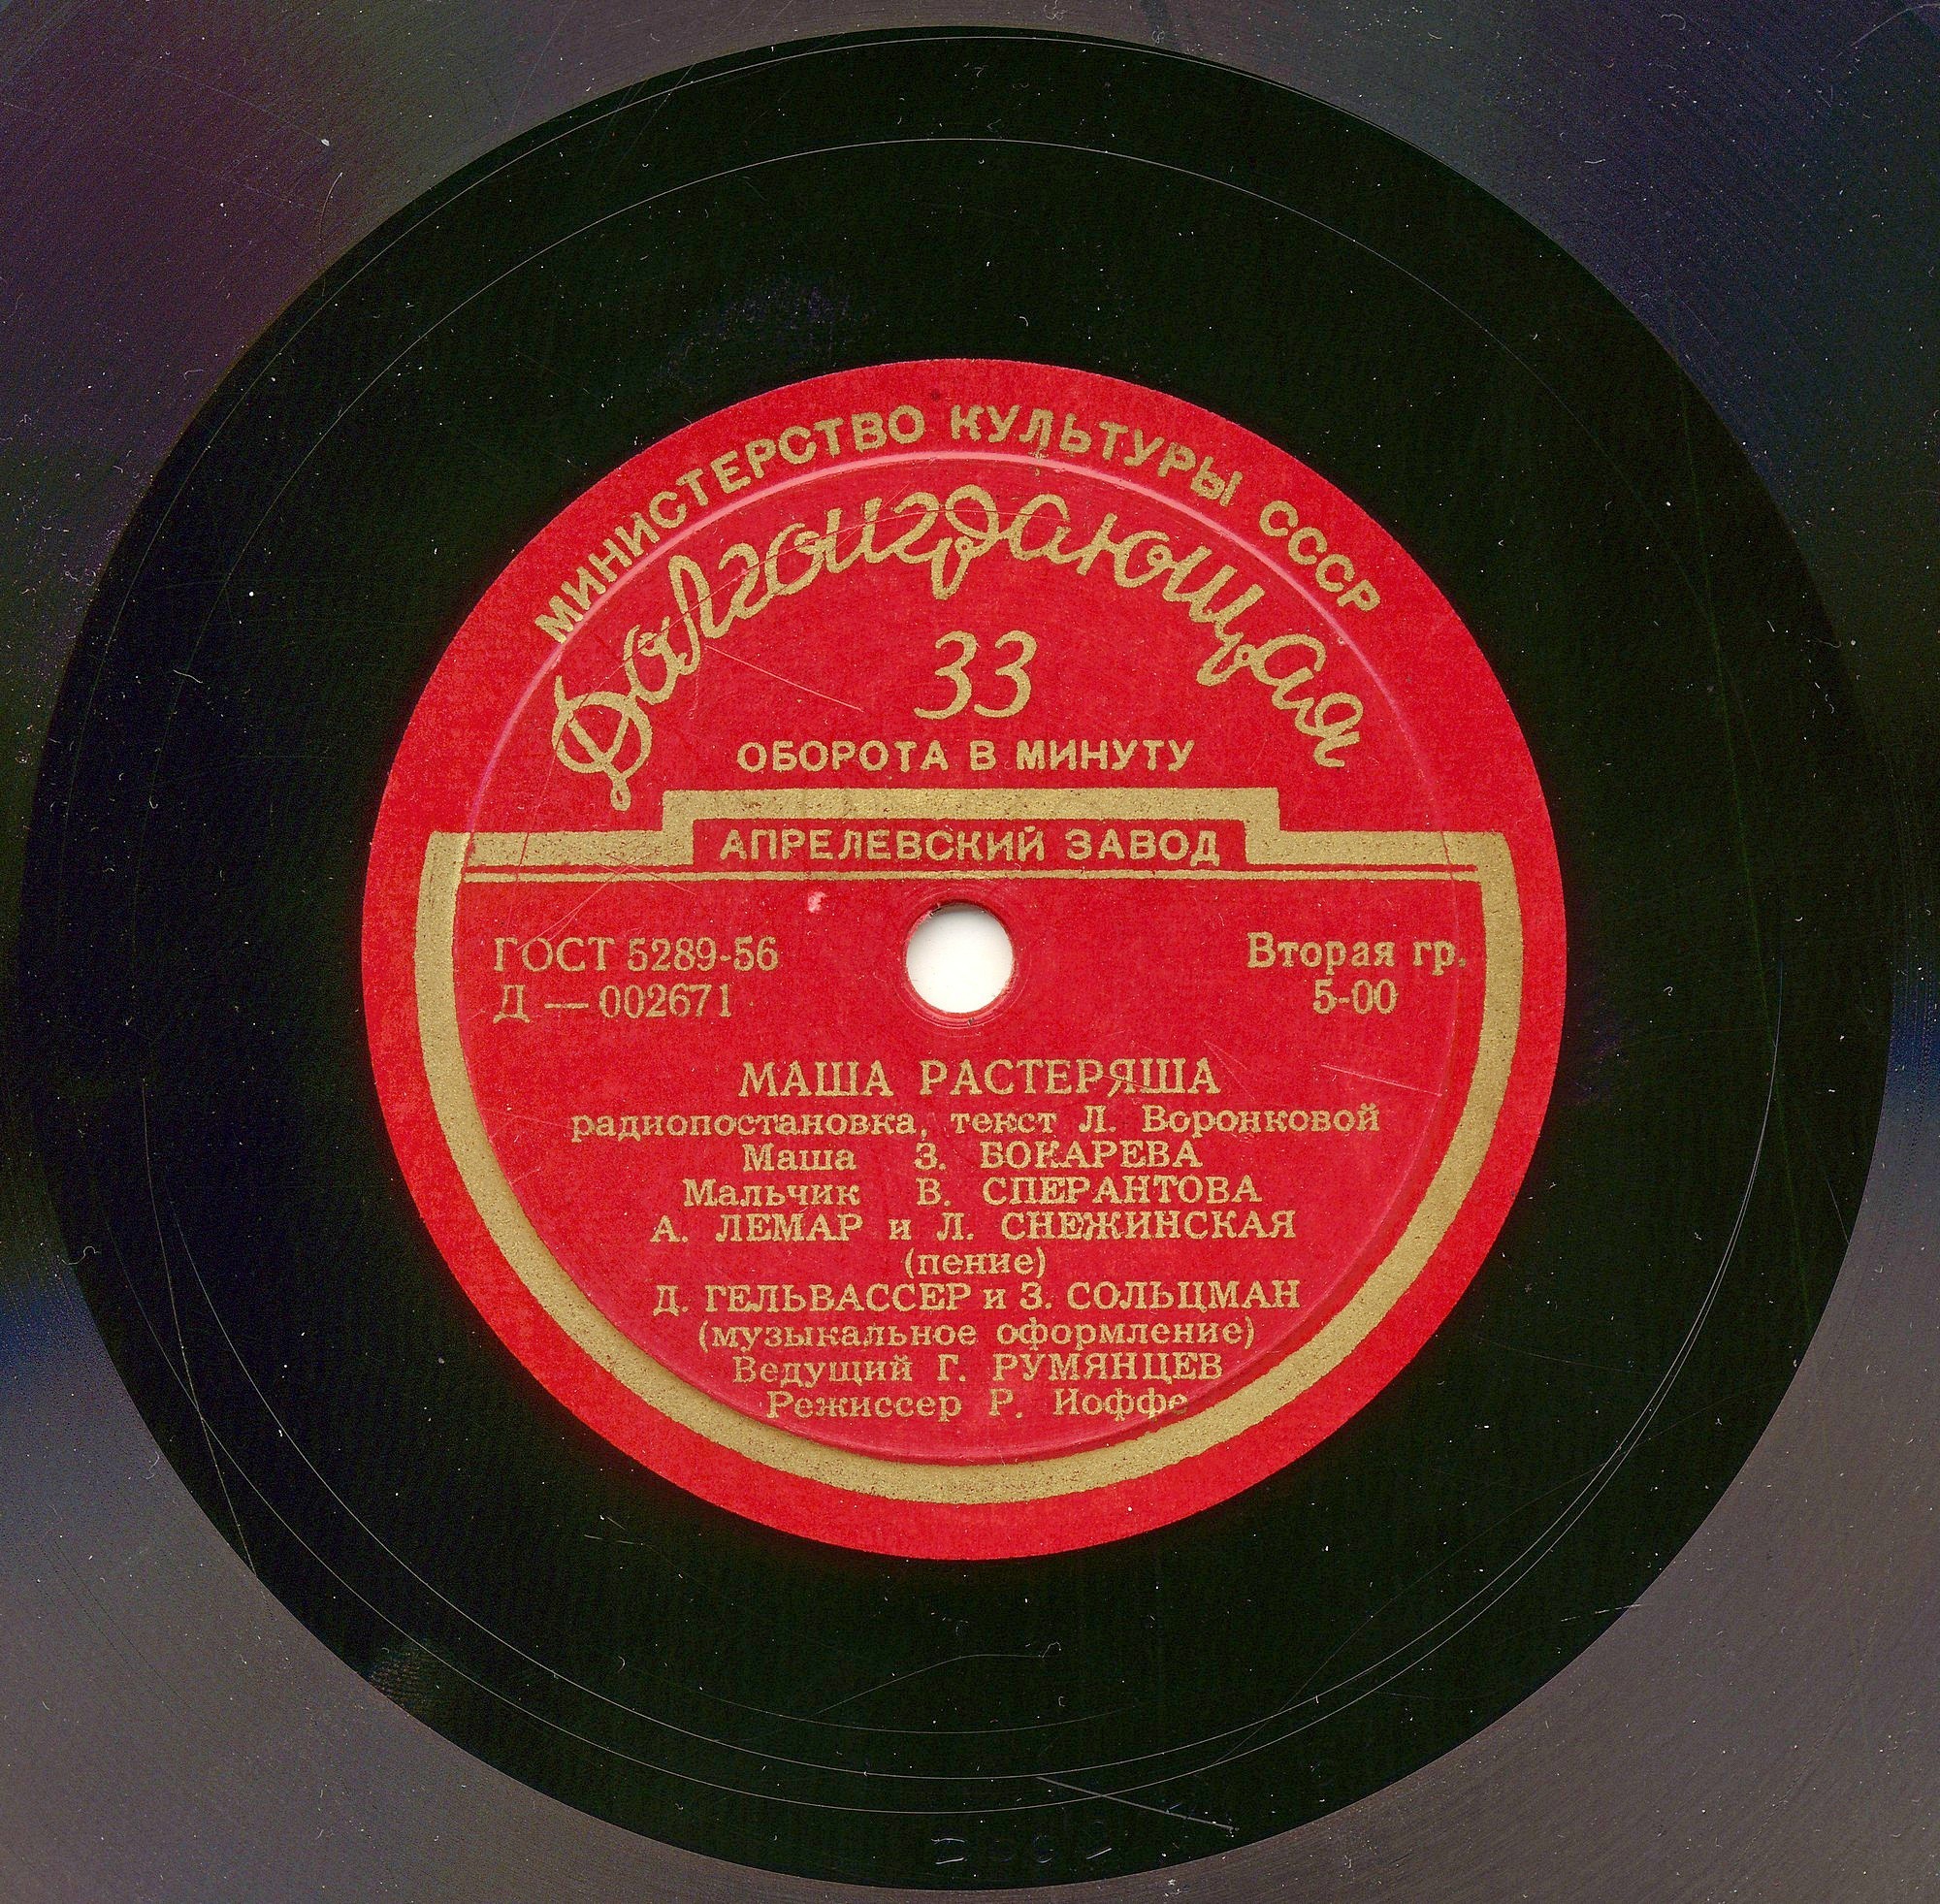 МИНИСТЕРСТВО КУЛЬТУРЫ СССР
Долгоиграющая
33
ОБОРОТА В МИНУТУ
АПРЕЛЕВСКИЙ ЗАВОД
ГОСТ 5289-56
Д — 002671
Вторая гр.
5-00
МАША РАСТЕРЯША
радиопостановка, текст Л. Воронковой
Маша З. БОКАРЕВА
Мальчик В. СПЕРАНТОВА
А. ЛЕМАР и Л. СНЕЖИНСКАЯ
(пение)
Д. ГЕЛЬВАССЕР и З. СОЛЬЦМАН
(музыкальное оформление)
Ведущий Г. РУМЯНЦЕВ
Режиссер Р. Иоффе